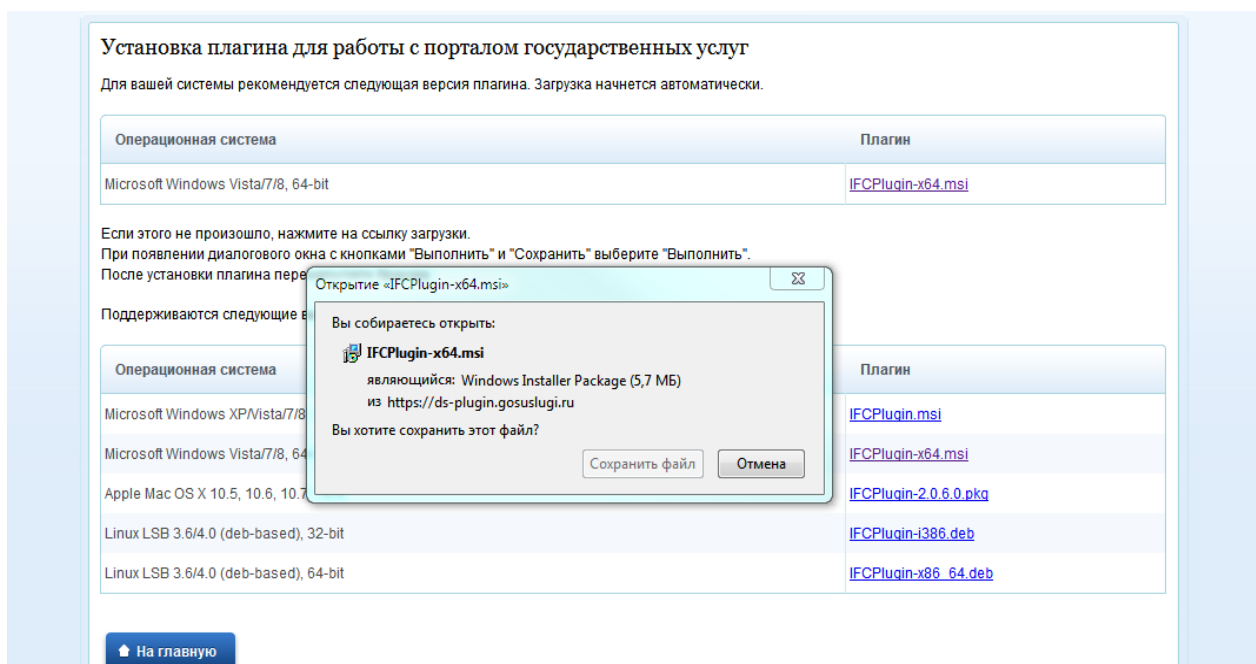 Установка плагина для работы с порталом государственных услуг
Для вашей системы рекомендуется следующая версия плагина. Загрузка начнется автоматически.
Операционная система Плагин
Microsoft Windows Vista/7/8, 64-bit IFCPlugin-x64.msi
Если этого не произошло, нажмите на ссылку загрузки.
При появлении диалогового окна с кнопками "Выполнить" и "Сохранить" выберите "Выполнить".
После установки плагина пере
Поддерживаются следующие в
Открытие «IFCPlugin-x64.msi»
Вы собираетесь открыть:
IFCPlugin-x64.msi
являющийся: Windows Installer Package (5,7 МБ)
из https://ds-plugin.gosuslugi.ru
Вы хотите сохранить этот файл?
Сохранить файл Отмена
Операционная система Плагин
Microsoft Windows XP/Vista/7/8 IFCPlugin.msi
Microsoft Windows Vista/7/8, 64 IFCPlugin-x64.msi
Apple Mac OS X 10.5, 10.6, 10.7 IFCPlugin-2.0.6.0.pkg
Linux LSB 3.6/4.0 (deb-based), 32-bit IFCPlugin-i386.deb
Linux LSB 3.6/4.0 (deb-based), 64-bit IFCPlugin-x86_64.deb
На главную